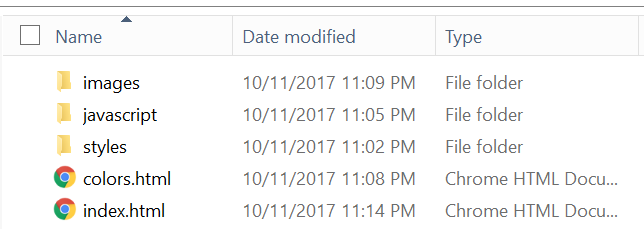 Name Date modified Type
images 10/11/2017 11:09 PM File folder
javascript 10/11/2017 11:05 PM File folder
styles 10/11/2017 11:02 PM File folder
colors.html 10/11/2017 11:08 PM Chrome HTML Docu...
index.html 10/11/2017 11:14 PM Chrome HTML Docu...